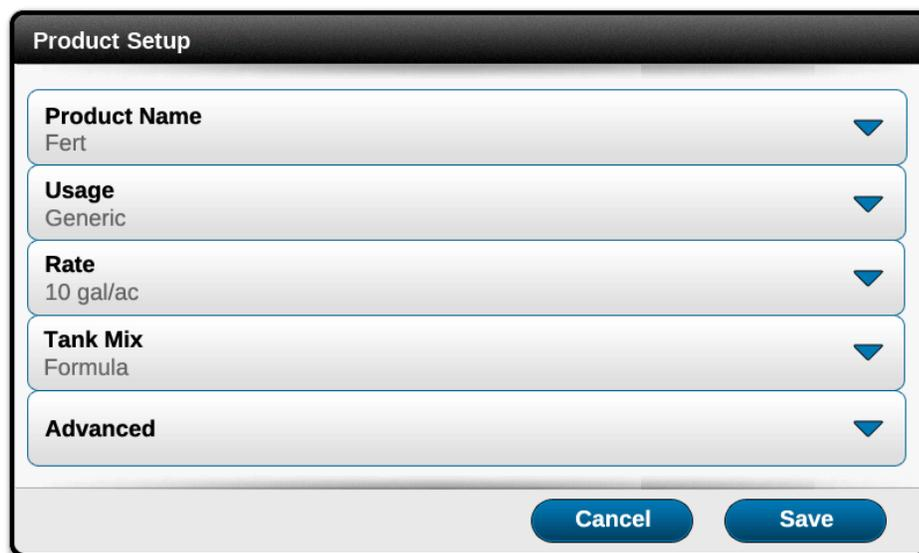 Product Setup
Product Name
Fert
Usage
Generic
Rate
10 gal/ac
Tank Mix
Formula
Advanced
Cancel Save